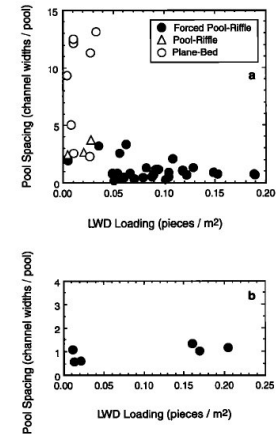 Pool Spacing (channel widths / pool)
15
10
5
0
● Forced Pool-Riffle
△ Pool-Riffle
○ Plane-Bed
a
0.00 0.05 0.10 0.15 0.20
LWD Loading (pieces / m2)
Pool Spacing (channel widths / pool)
4
3
2
1
0
b
0.00 0.05 0.10 0.15 0.20 0.25
LWD Loading (pieces / m2)